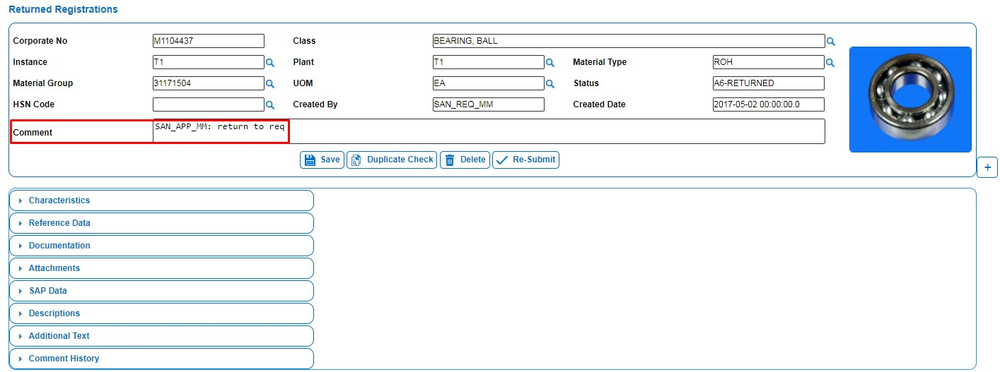 Returned Registrations
Corporate No M1104437 Class BEARING, BALL
Instance T1 Plant T1 Material Type ROH
Material Group 31171504 UOM EA Status A6-RETURNED
HSN Code Created By SAN_REQ_MM Created Date 2017-05-02 00:00:00.0
Comment SAN_APP_MM: return to req
Save Duplicate Check Delete Re-Submit
+
Characteristics
Reference Data
Documentation
Attachments
SAP Data
Descriptions
Additional Text
Comment History